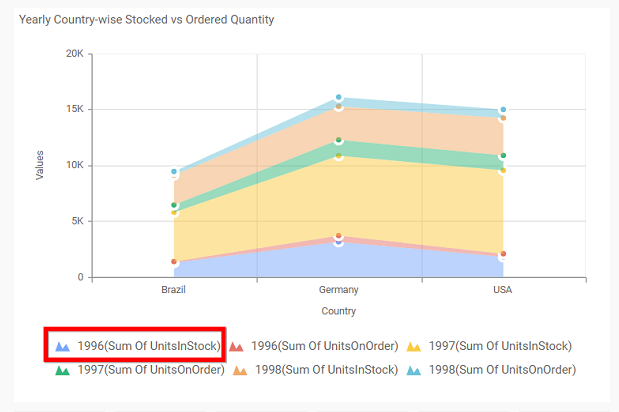 Yearly Country-wise Stocked vs Ordered Quantity
20K
15K
10K
5K
0
Values
Brazil
Germany
USA
Country
1996(Sum Of UnitsInStock)
1996(Sum Of UnitsOnOrder)
1997(Sum Of UnitsInStock)
1997(Sum Of UnitsOnOrder)
1998(Sum Of UnitsInStock)
1998(Sum Of UnitsOnOrder)